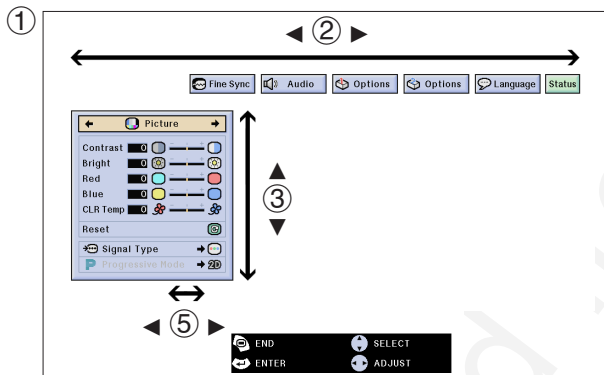 ①
◄ ② ►
Fine Sync Audio Options Options Language Status
Picture
Contrast 0
Bright 0
Red 0
Blue 0
CLR Temp 0
Reset
Signal Type
P Progressive Mode 2D
▲
③
▼
◄ ⑤ ►
END SELECT
ENTER ADJUST